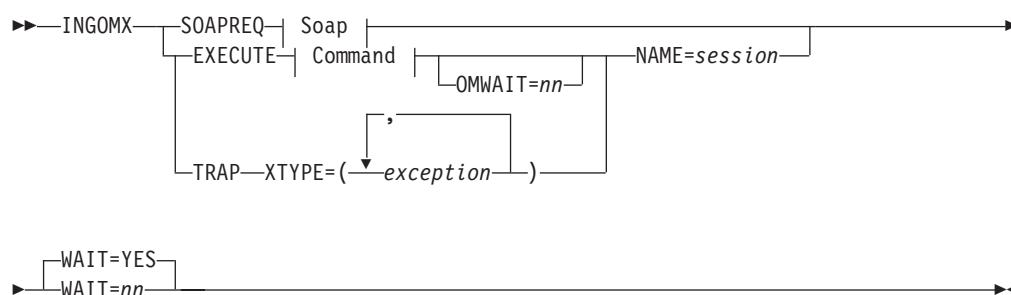 INGOMX SOAPREQ Soap
EXECUTE Command NAME=session
OMWAIT=nn
,
TRAP XTYPE=( exception )
WAIT=YES
WAIT=nn